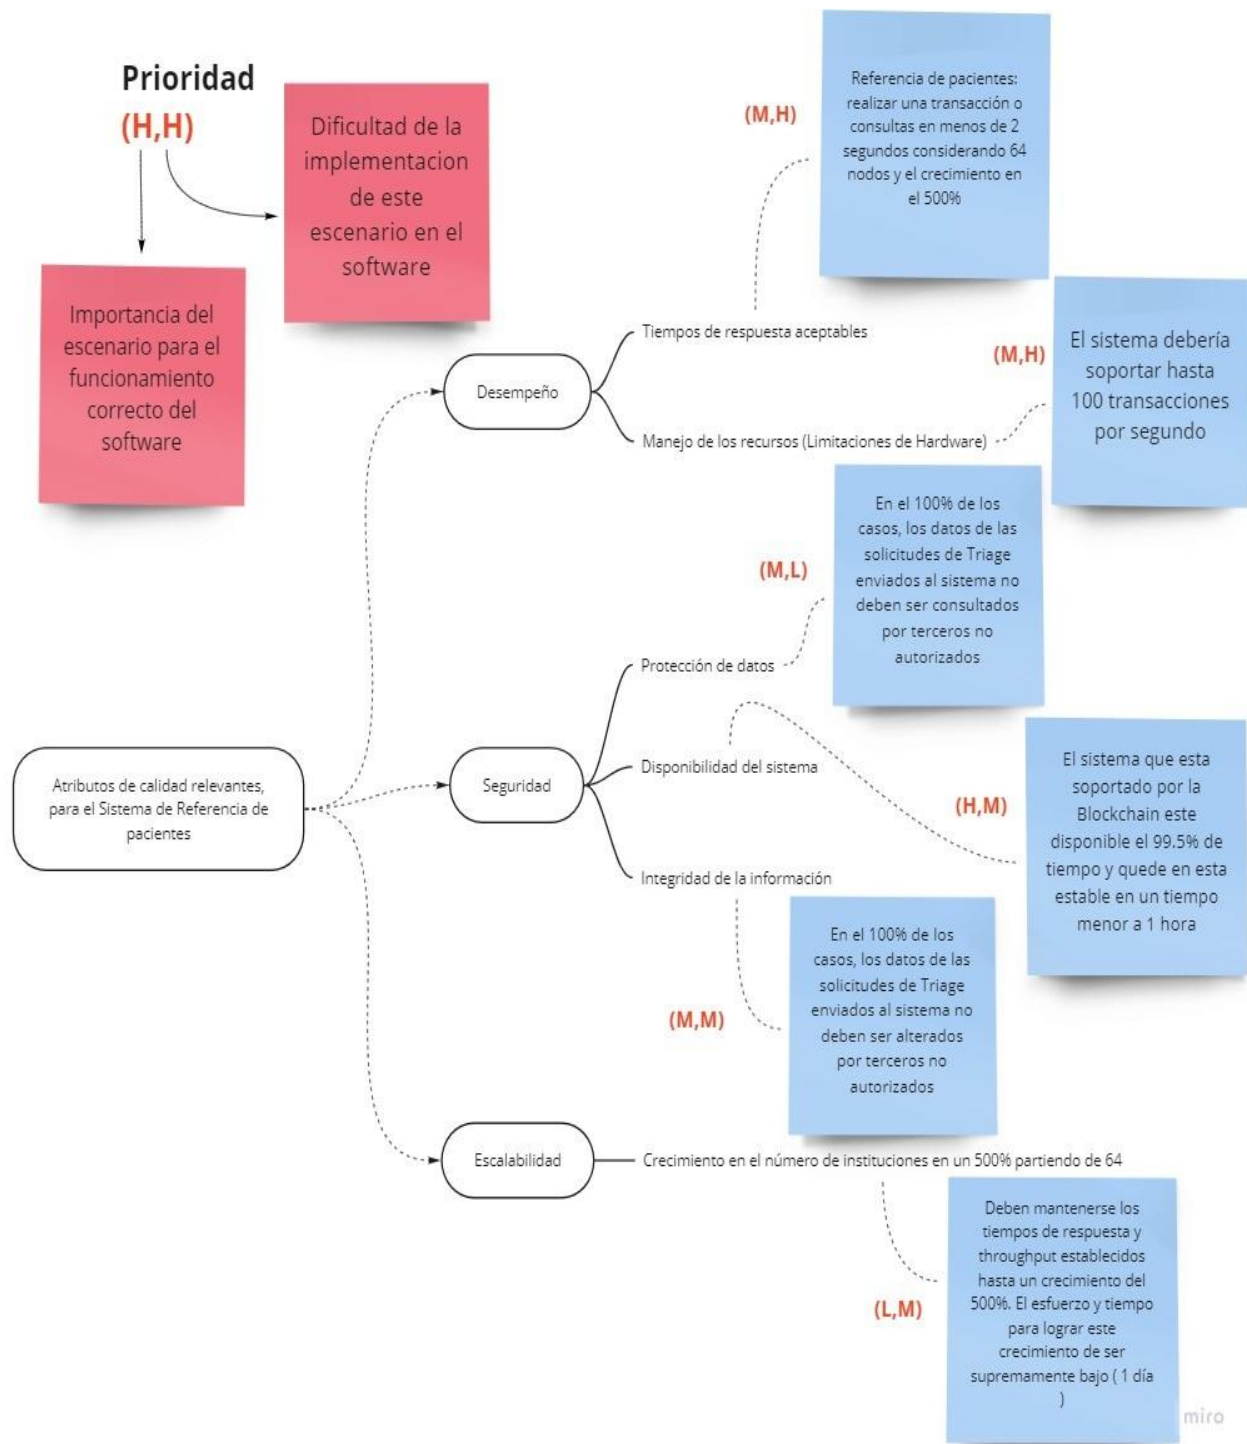 Prioridad
(H,H)
Dificultad de la
implementacion
de este
escenario en el
software
Importancia del
escenario para el
funcionamiento
correcto del
software
(M,H)
Referencia de pacientes:
realizar una transacción o
consultas en menos de 2
segundos considerando 64
nodos y el crecimiento en
el 500%
Tiempos de respuesta aceptables
(M,H)
El sistema debería
soportar hasta
100 transacciones
por segundo
Desempeño
Manejo de los recursos (Limitaciones de Hardware)
(M,L)
En el 100% de los
casos, los datos de las
solicitudes de Triage
enviados al sistema no
deben ser consultados
por terceros no
autorizados
Protección de datos
Atributos de calidad relevantes,
para el Sistema de Referencia de
pacientes
Seguridad
Disponibilidad del sistema
(H,M)
El sistema que esta
soportado por la
Blockchain este
disponible el 99.5% de
tiempo y quede en esta
estable en un tiempo
menor a 1 hora
Integridad de la información
(M,M)
En el 100% de los
casos, los datos de las
solicitudes de Triage
enviados al sistema no
deben ser alterados
por terceros no
autorizados
Escalabilidad
Crecimiento en el número de instituciones en un 500% partiendo de 64
(L,M)
Deben mantenerse los
tiempos de respuesta y
throughput establecidos
hasta un crecimiento del
500%. El esfuerzo y tiempo
para lograr este
crecimiento de ser
supremamente bajo ( 1 día
)
miro